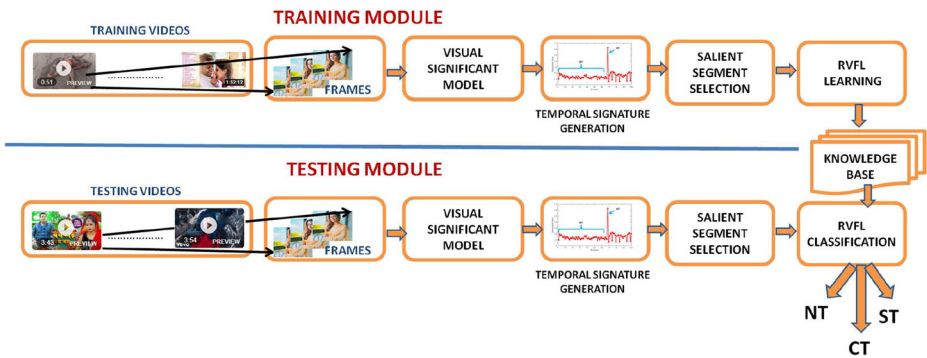 TRAINING MODULE
TRAINING VIDEOS
0:51
PREVIEW
1:52:12
FRAMES
VISUAL
SIGNIFICANT
MODEL
TEMPORAL SIGNATURE
GENERATION
SALIENT
SEGMENT
SELECTION
RVFL
LEARNING
KNOWLEDGE
BASE
TESTING MODULE
TESTING VIDEOS
3:43
PREVIEW
3:54
PREVIEW
vevo
FRAMES
VISUAL
SIGNIFICANT
MODEL
TEMPORAL SIGNATURE
GENERATION
SALIENT
SEGMENT
SELECTION
RVFL
CLASSIFICATION
NT
ST
CT